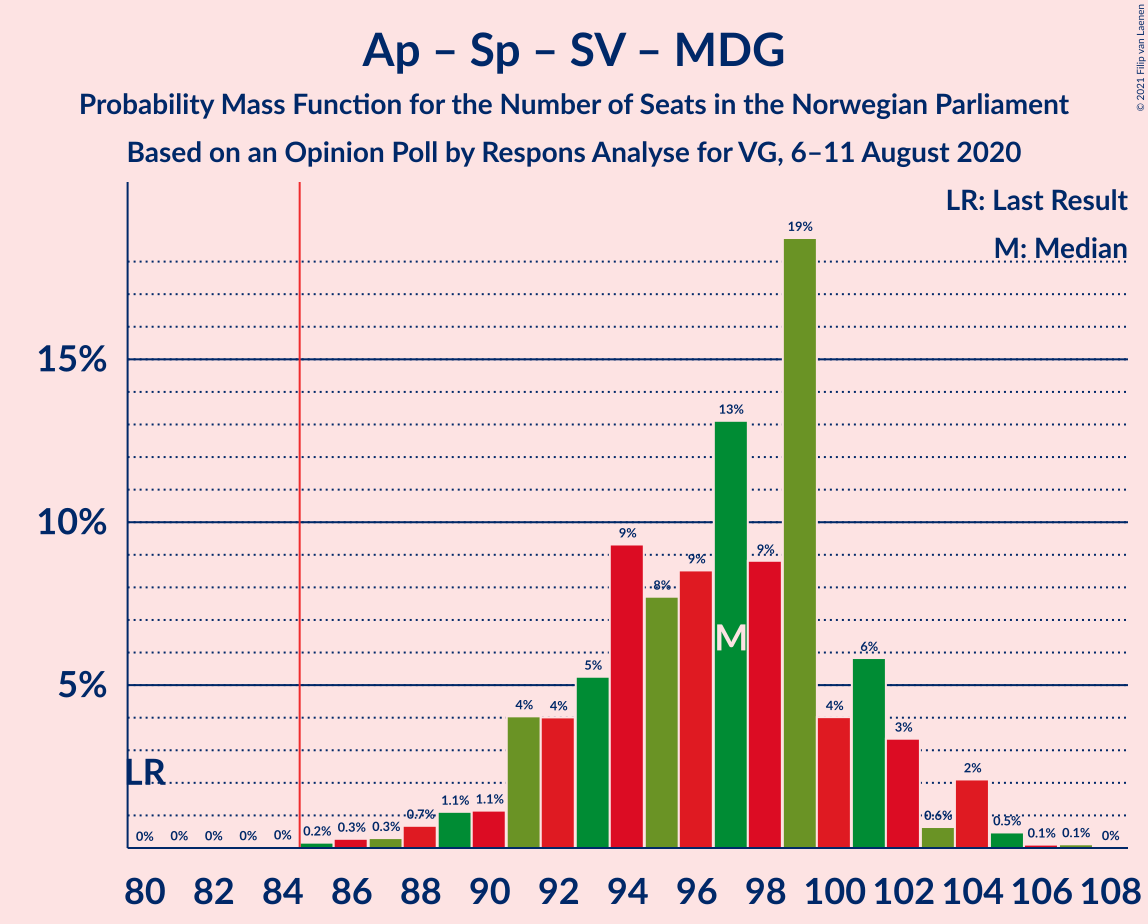 Ap – Sp – SV – MDG
Probability Mass Function for the Number of Seats in the Norwegian Parliament
Based on an Opinion Poll by Respons Analyse for VG, 6–11 August 2020
© 2021 Filip van Laenen
LR: Last Result
M: Median
15%
10%
5%
LR
M
0% 0% 0% 0% 0% 0.2% 0.3% 0.3% 0.7% 1.1% 1.1% 4% 4% 5% 9% 8% 9% 13% 9% 19% 4% 6% 3% 0.6% 2% 0.5% 0.1% 0.1% 0%
80 82 84 86 88 90 92 94 96 98 100 102 104 106 108